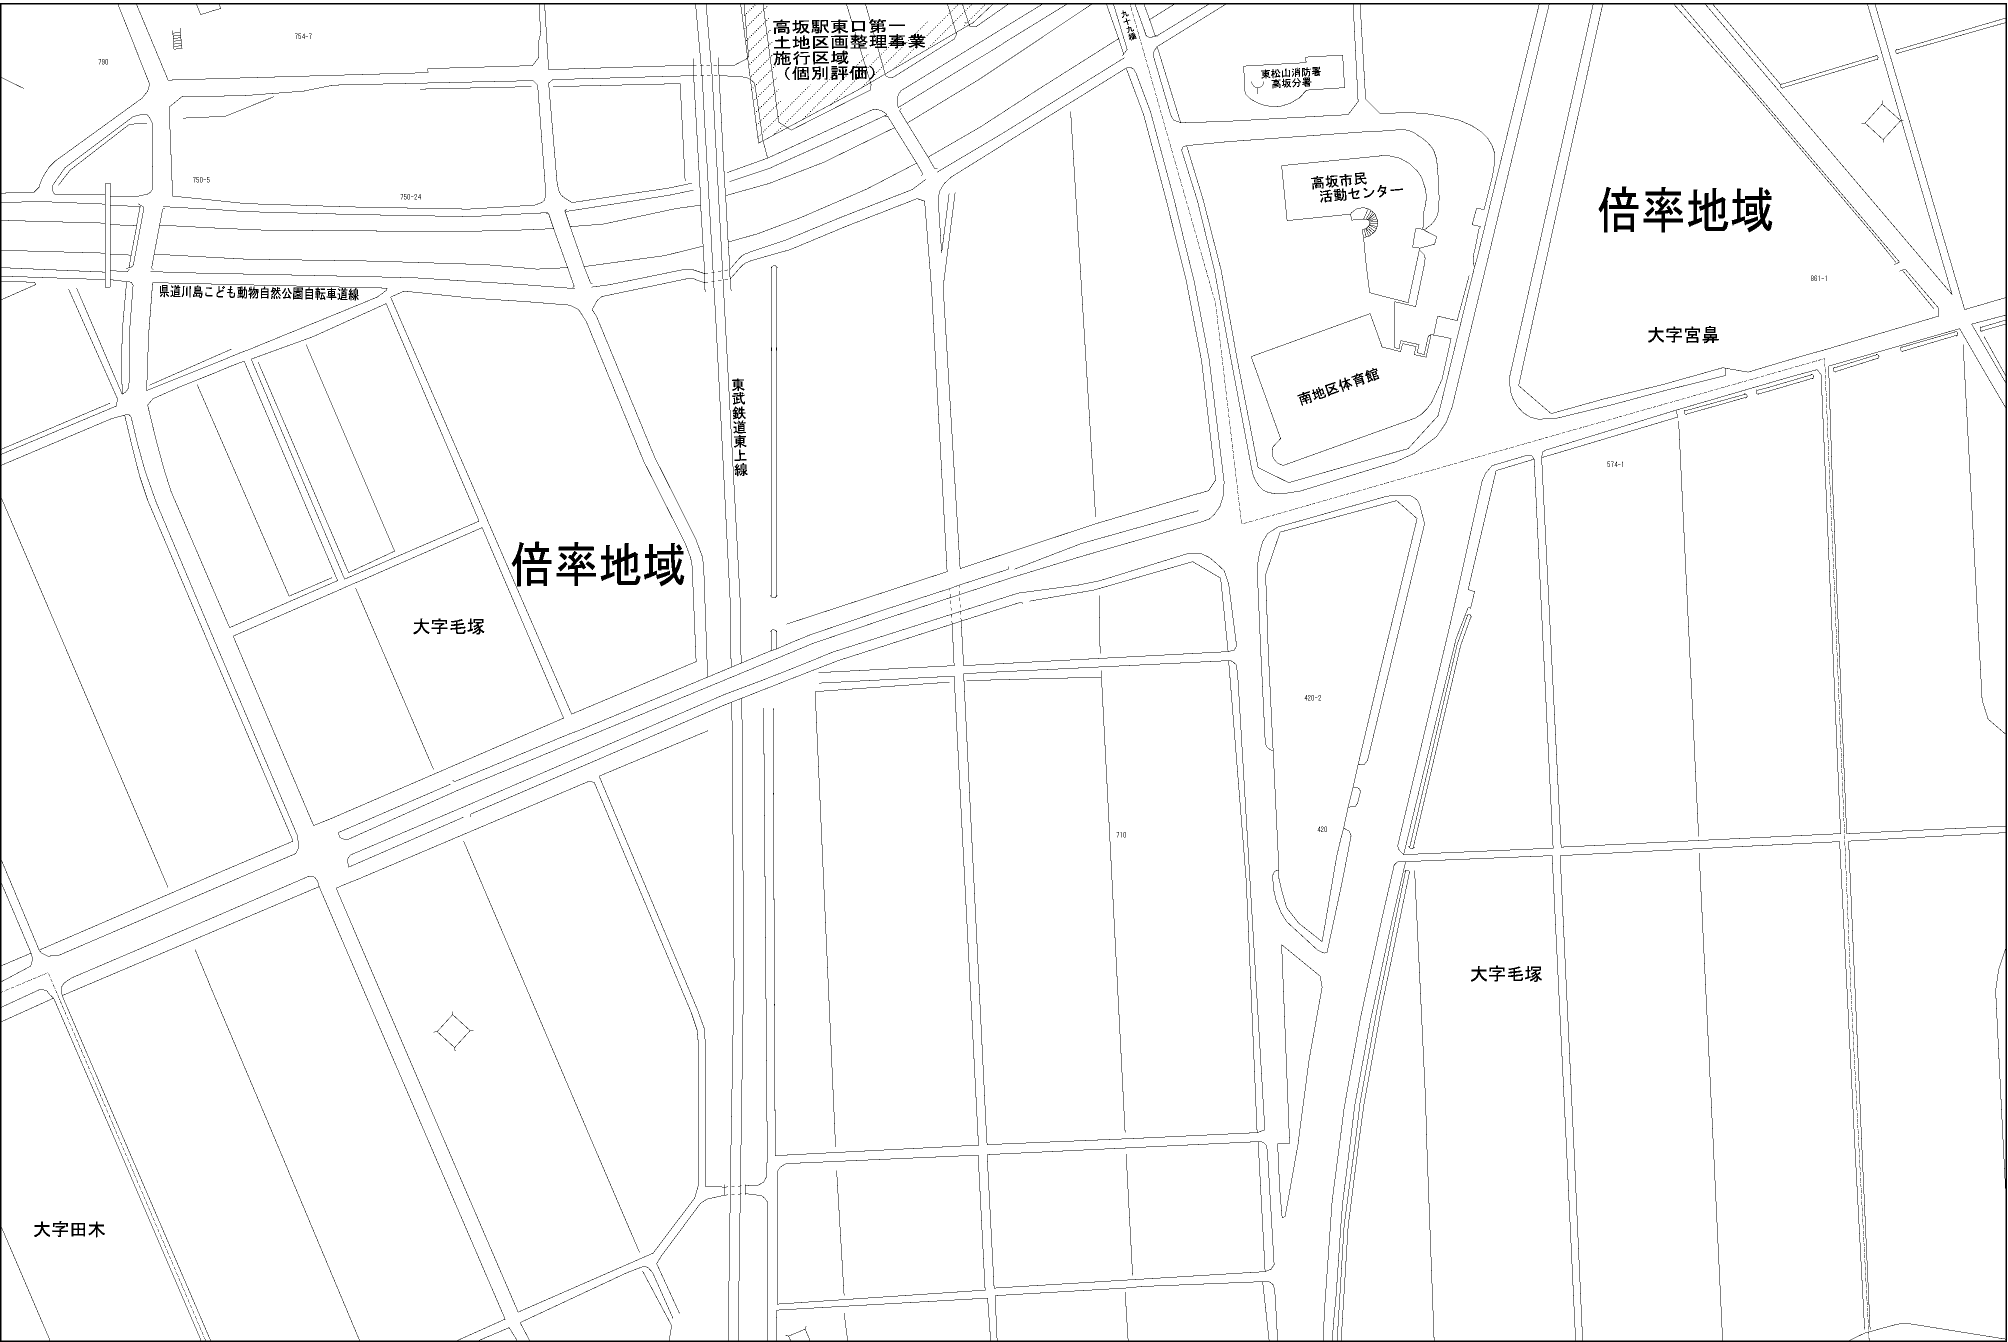 高坂駅東口第一
土地区画整理事業
施行区域
（個別評価）
九十九橋
754-7
780
東松山消防署
高坂分署
750-5
750-24
高坂市民
活動センター
倍率地域
861-1
県道川島こども動物自然公園自転車道線
大字宮鼻
南地区体育館
東武鉄道東上線
574-1
倍率地域
大字毛塚
420-2
420
710
大字毛塚
大字田木